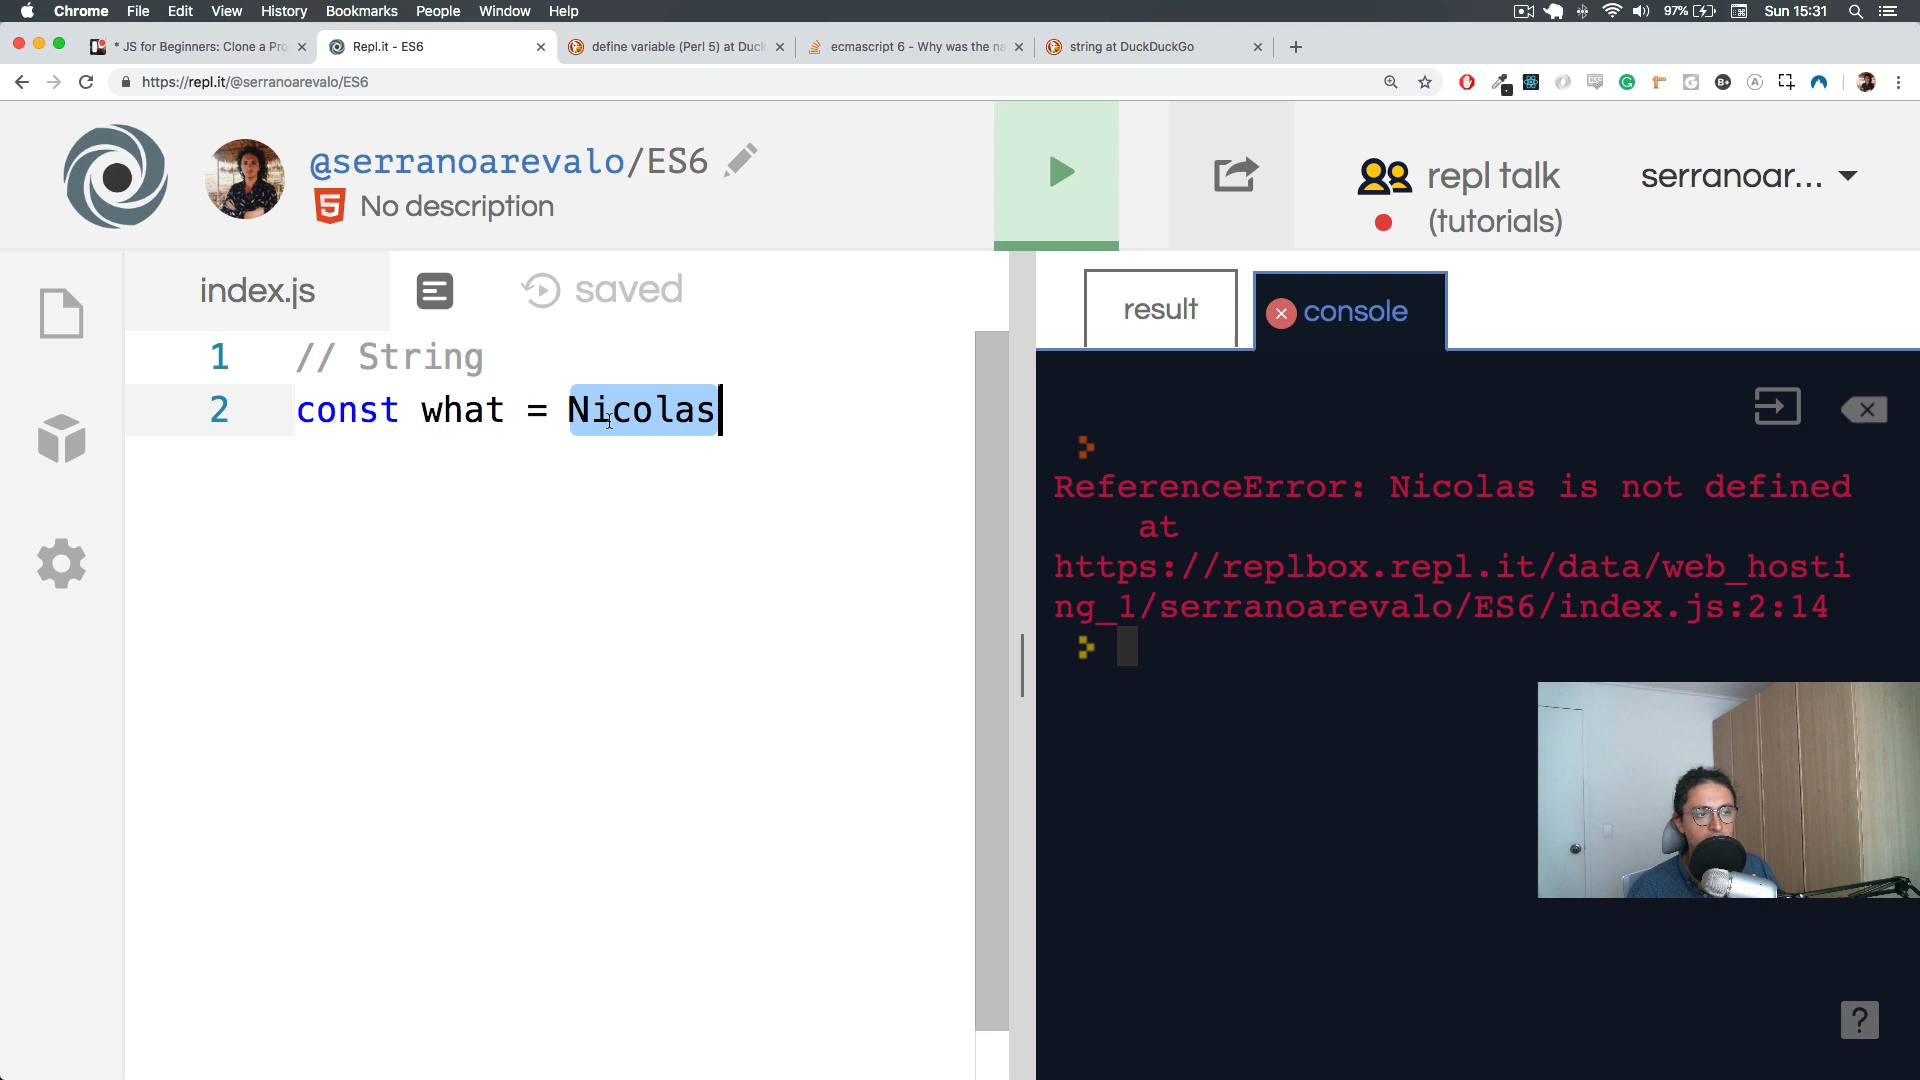 Chrome File Edit View History Bookmarks People Window Help 97% Sun 15:31
* JS for Beginners: Clone a Pro Repl.it - ES6 define variable (Perl 5) at Duck ecmascript 6 - Why was the na string at DuckDuckGo
https://repl.it/@serranoarevalo/ES6
@serranoarevalo/ES6
No description
repl talk
(tutorials)
serranoar...
index.js
saved
result
console
1 // String
2 const what = Nicolas
ReferenceError: Nicolas is not defined
at
https://replbox.repl.it/data/web_hosti
ng_1/serranoarevalo/ES6/index.js:2:14